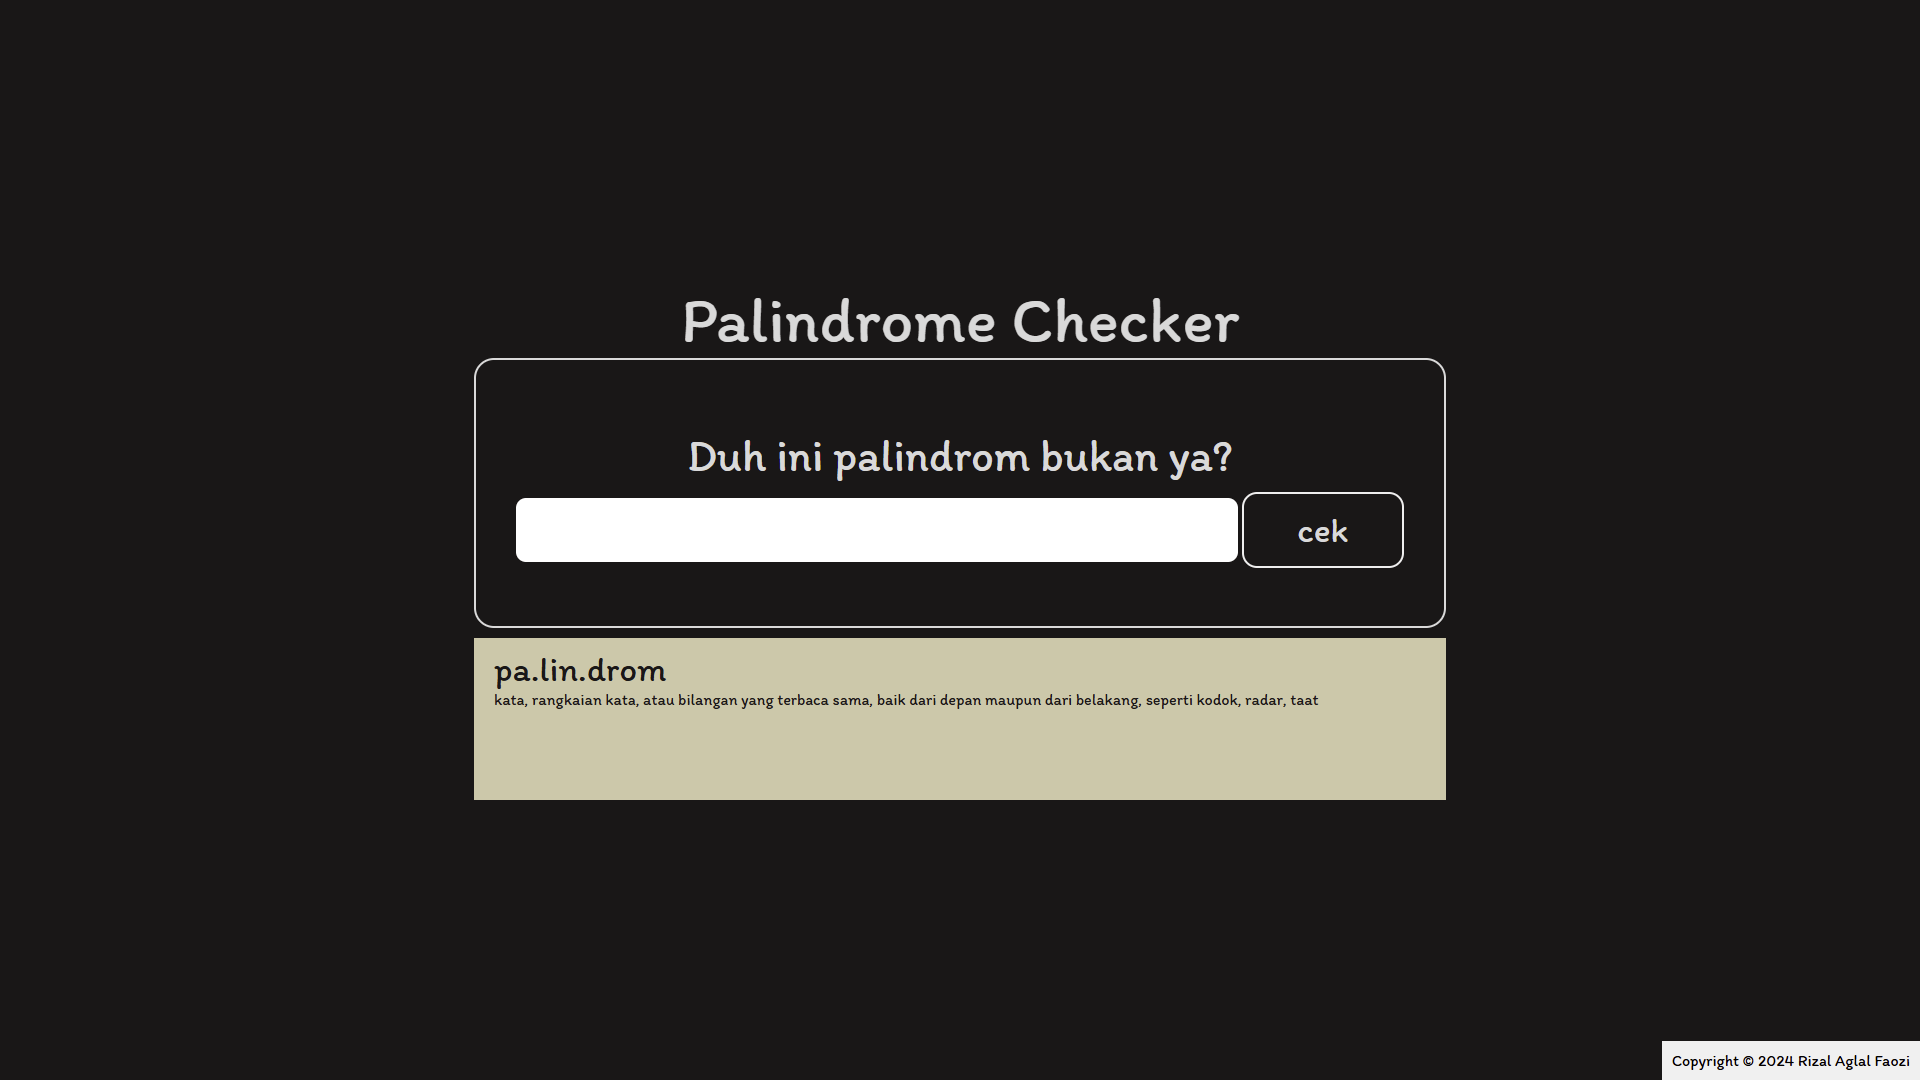 Palindrome Checker
Duh ini palindrom bukan ya?
cek
pa.lin.drom
kata, rangkaian kata, atau bilangan yang terbaca sama, baik dari depan maupun dari belakang, seperti kodok, radar, taat
Copyright © 2024 Rizal Aglal Faozi